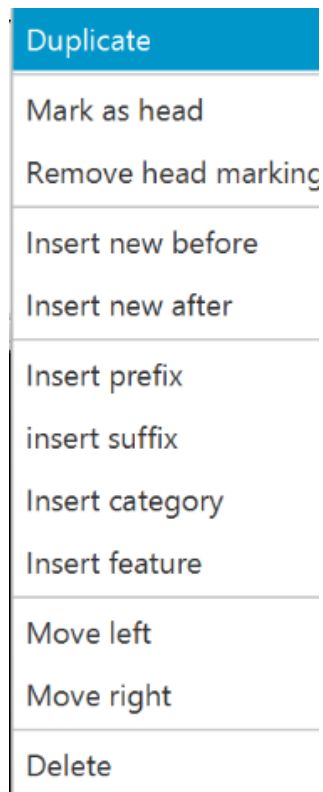 Duplicate
Mark as head
Remove head marking
Insert new before
Insert new after
Insert prefix
insert suffix
Insert category
Insert feature
Move left
Move right
Delete